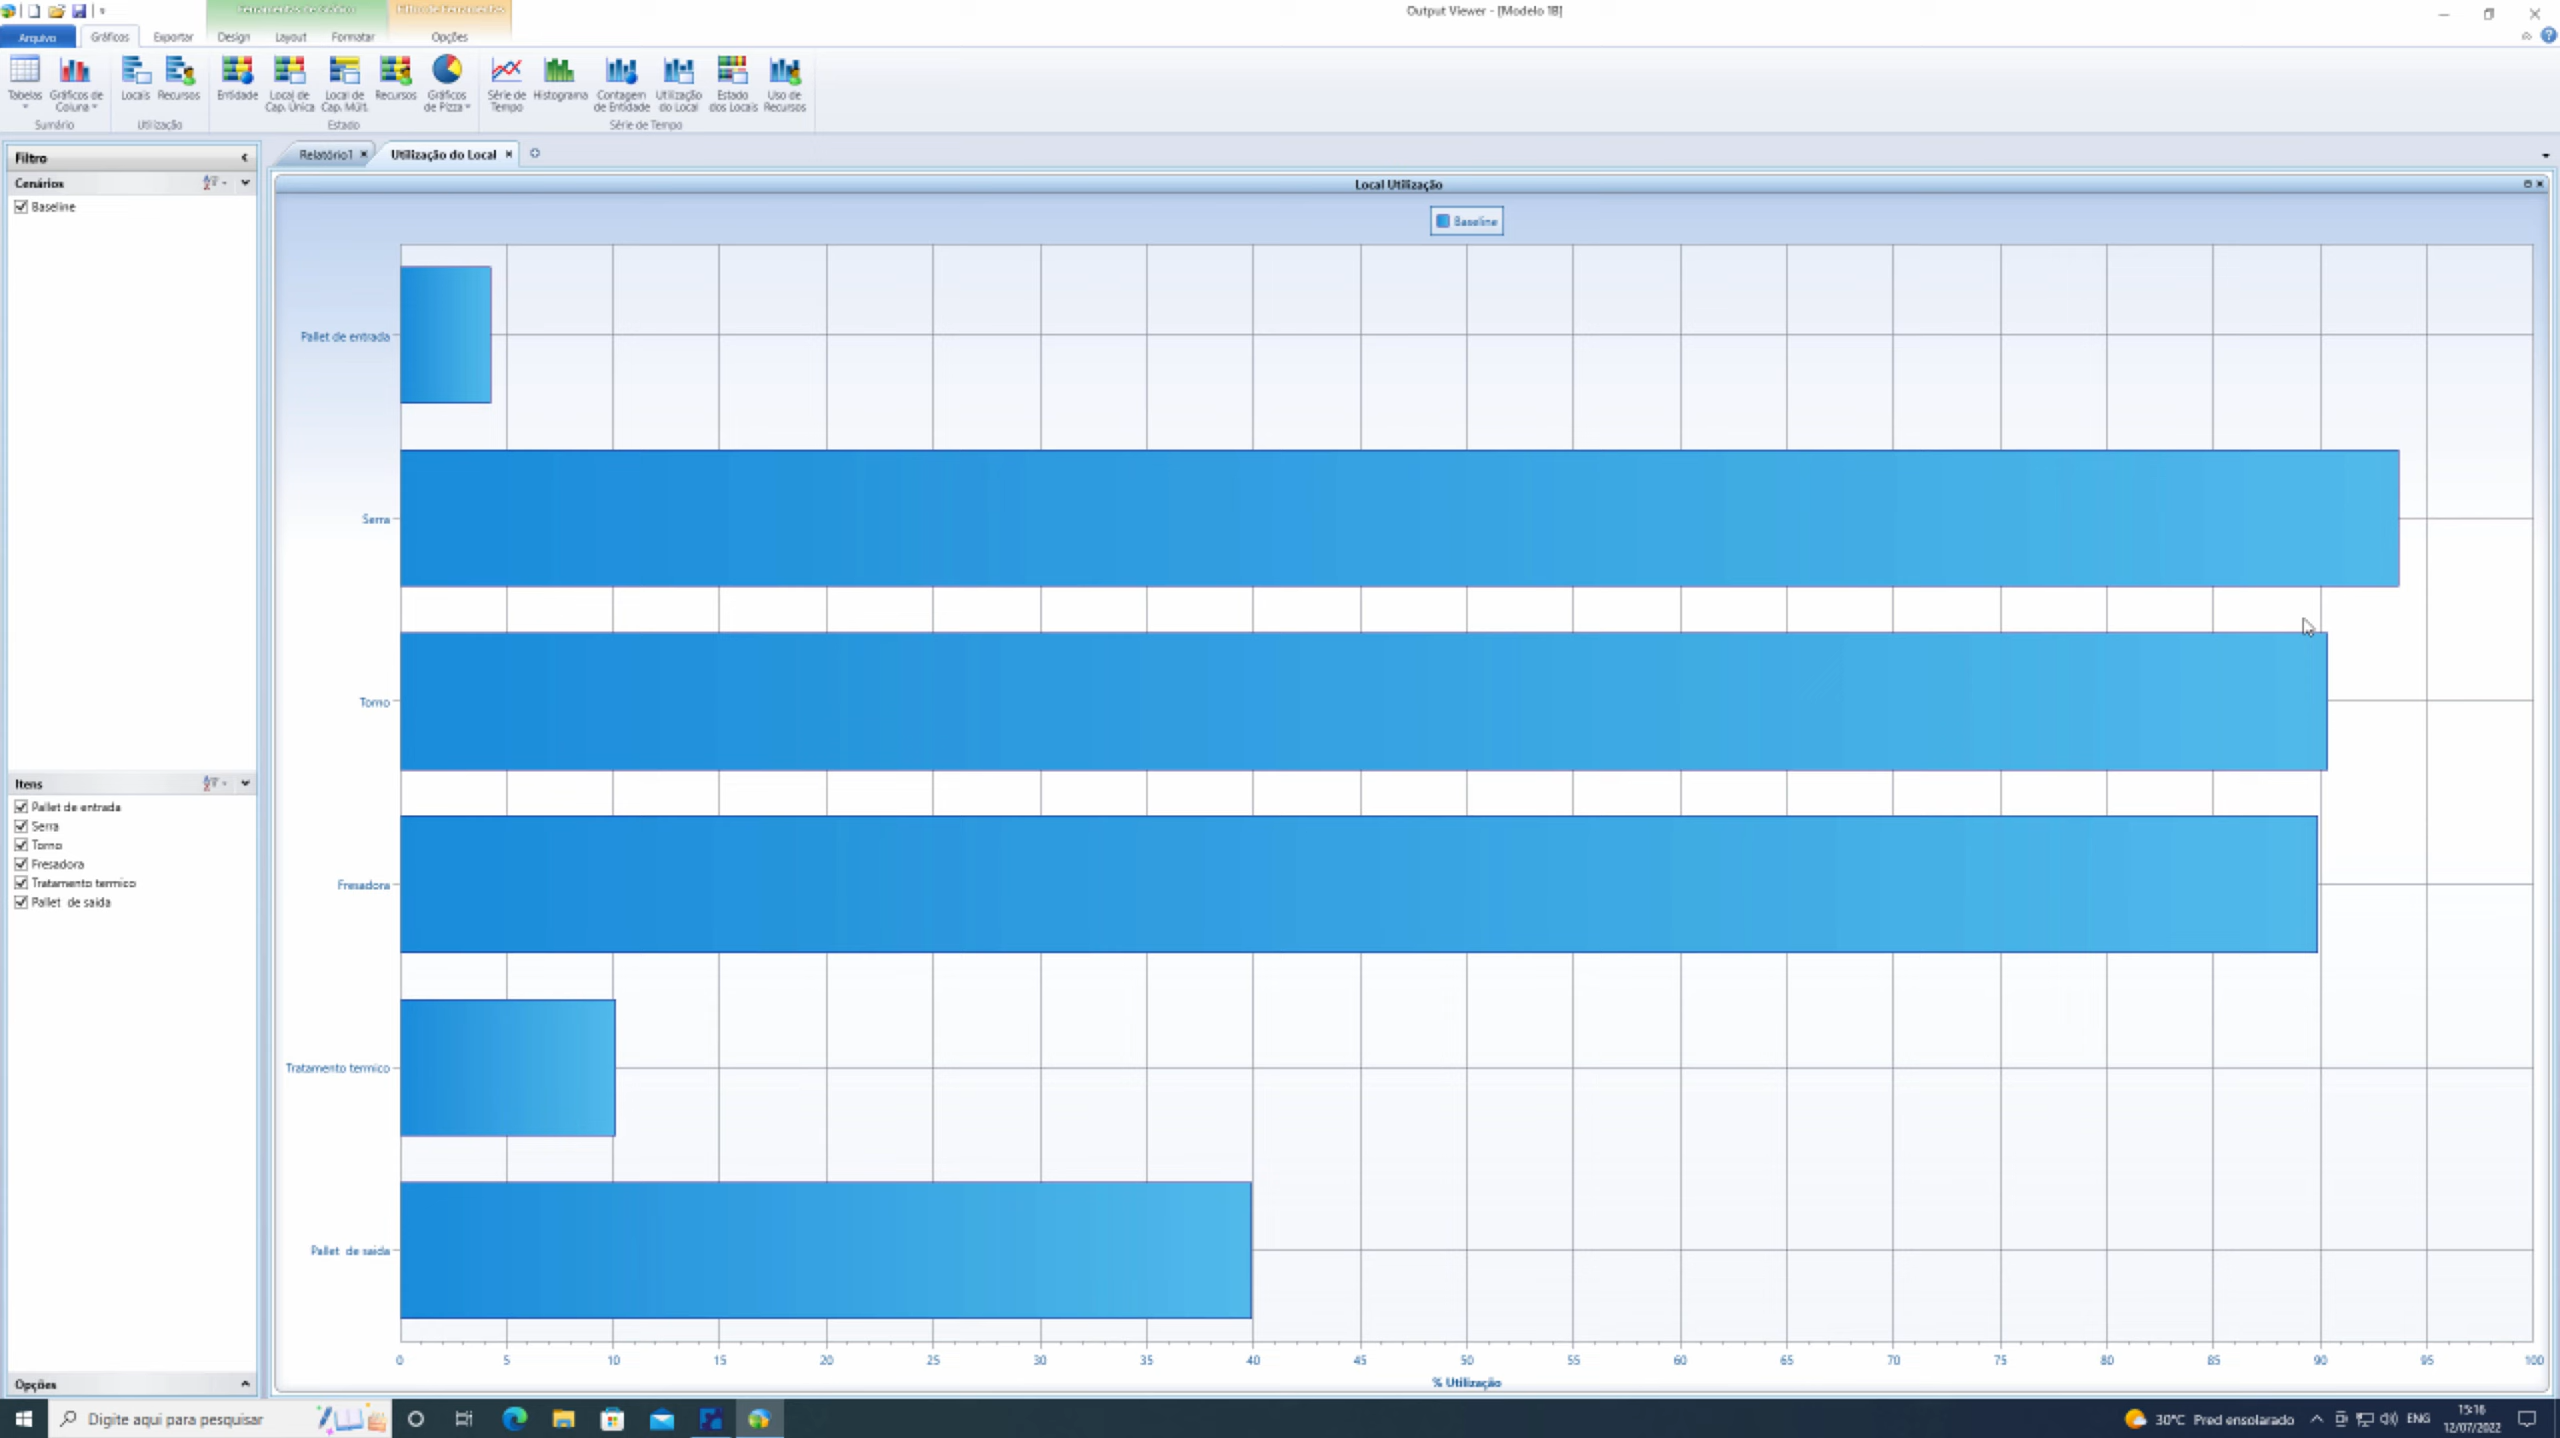 Output Viewer - [Modelo 1B]
Arquivo Gráficos Exportar Design Layout Formatar Opções
Tabelas Gráficos de Coluna Locais Recursos Entidade Local de Cap. Única Local de Cap. Múlt. Recursos Gráficos de Pizza Série de Tempo Histograma Contagem de Entidade Utilização do Local Estado dos Locais Uso de Recursos
Sumário Utilização Estado Série de Tempo
Relatório1 Utilização do Local
Filtro
Cenários
Baseline
Itens
Pallet de entrada
Serra
Torno
Fresadora
Tratamento termico
Pallet de saida
Opções
Local Utilização
Baseline
Pallet de entrada
Serra
Torno
Fresadora
Tratamento termico
Pallet de saida
0 5 10 15 20 25 30 35 40 45 50 55 60 65 70 75 80 85 90 95 100
% Utilização
Digite aqui para pesquisar
30°C Pred ensolarado
ENG
15:16
12/07/2022